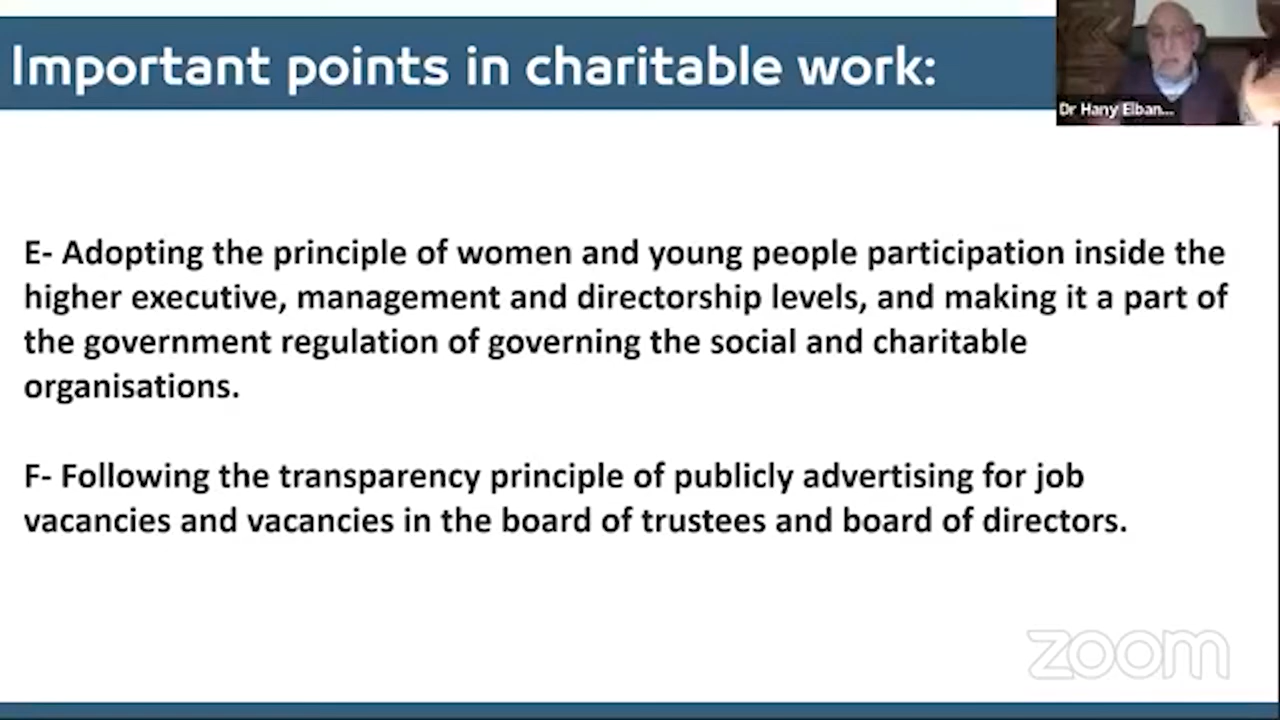 Important points in charitable work:
Dr Hany Elban...
E- Adopting the principle of women and young people participation inside the
higher executive, management and directorship levels, and making it a part of
the government regulation of governing the social and charitable
organisations.
F- Following the transparency principle of publicly advertising for job
vacancies and vacancies in the board of trustees and board of directors.
zoom